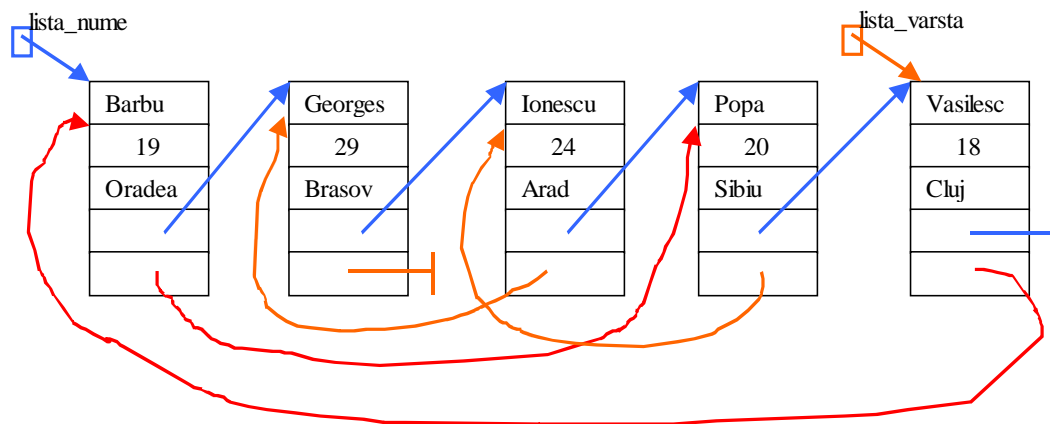 lista_nume
lista_varsta
Barbu
Georges
Ionescu
Popa
Vasilesc
19
29
24
20
18
Oradea
Brasov
Arad
Sibiu
Cluj